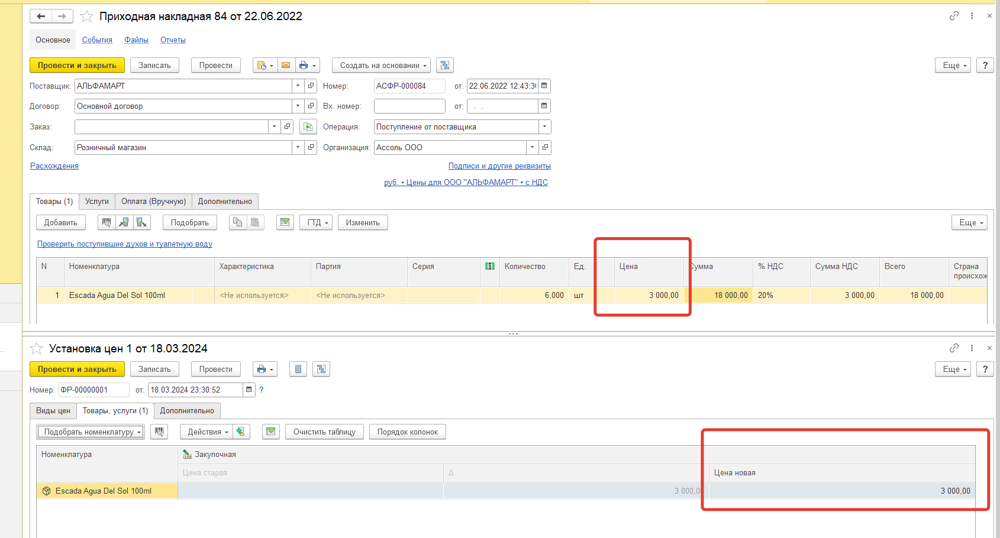 Приходная накладная 84 от 22.06.2022
Основное События Файлы Отчеты
Провести и закрыть Записать Провести Создать на основании Еще ?
Поставщик: АЛЬФАМАРТ Номер: АСФР-000084 от: 22.06.2022 12:43:3
Договор: Основной договор Вх. номер: от: . .
Заказ: Операция: Поступление от поставщика
Склад: Розничный магазин Организация: Ассоль ООО
Расхождения Подписи и другие реквизиты
руб. • Цены для ООО "АЛЬФАМАРТ" • с НДС
Товары (1) Услуги Оплата (Вручную) Дополнительно
Добавить Подобрать ГТД Изменить Еще
Проверить поступившие духов и туалетную воду
N Номенклатура Характеристика Партия Серия Количество Ед. Цена Сумма % НДС Сумма НДС Всего Страна
происхож
1 Escada Agua Del Sol 100ml <Не используется> <Не используется> 6,000 шт 3 000,00 18 000,00 20% 3 000,00 18 000,00
Установка цен 1 от 18.03.2024
Провести и закрыть Записать Провести Еще ?
Номер: ФР-00000001 от: 18.03.2024 23:30:52 ?
Виды цен Товары, услуги (1) Дополнительно
Подобрать номенклатуру Действия Очистить таблицу Порядок колонок
Номенклатура Закупочная
Цена старая Δ Цена новая
Escada Agua Del Sol 100ml 3 000,00 3 000,00